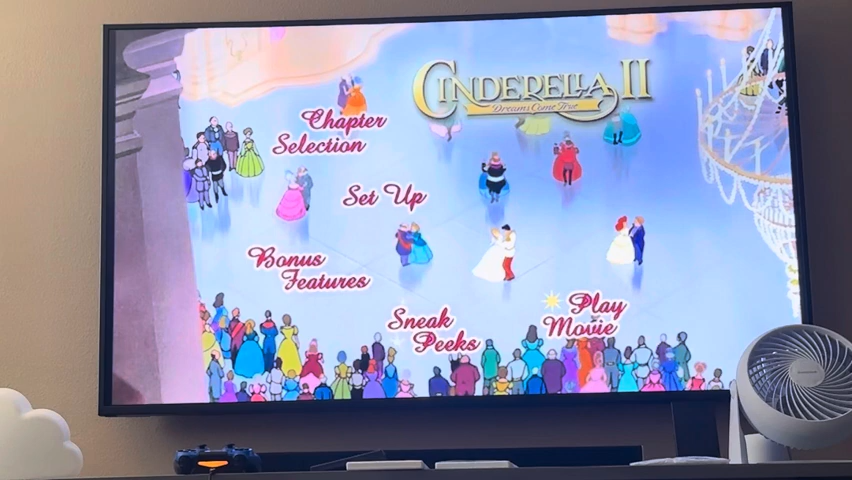 CINDERELLA II
Dreams Come True
Chapter
Selection
Set Up
Bonus
Features
Sneak
Peeks
Play
Movie